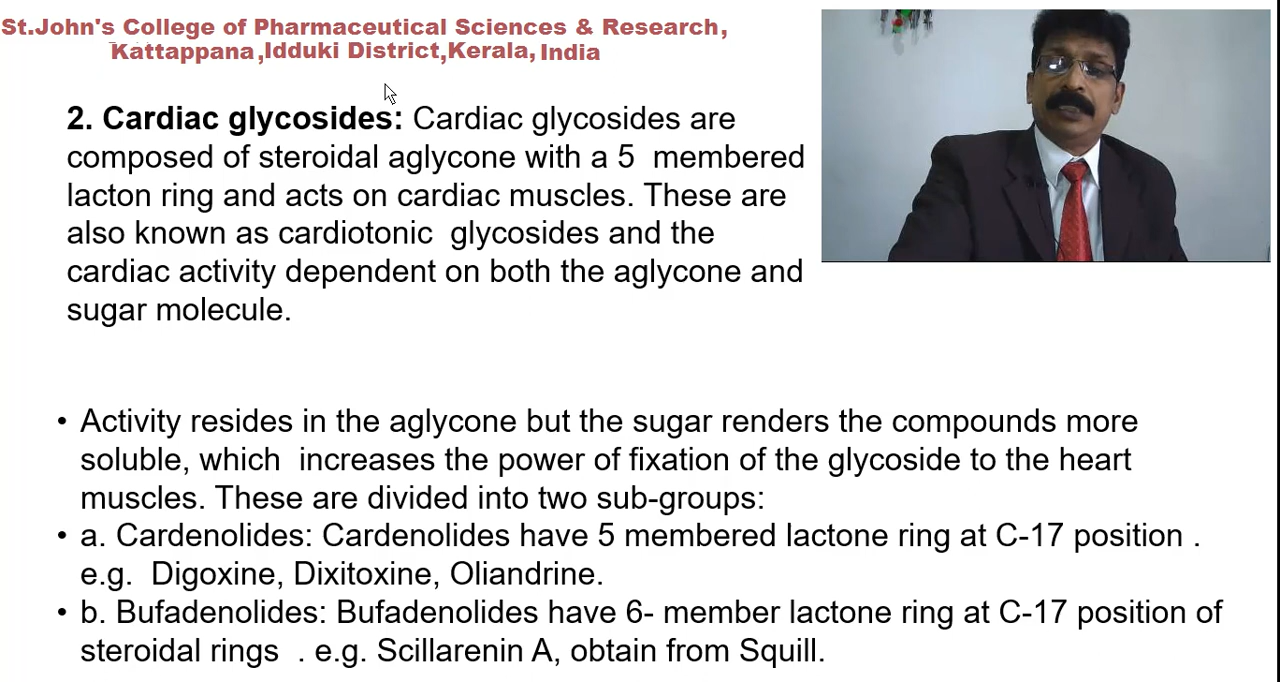 St.John's College of Pharmaceutical Sciences & Research,
Kattappana,Idduki District,Kerala, India
2. Cardiac glycosides: Cardiac glycosides are
composed of steroidal aglycone with a 5 membered
lacton ring and acts on cardiac muscles. These are
also known as cardiotonic glycosides and the
cardiac activity dependent on both the aglycone and
sugar molecule.
• Activity resides in the aglycone but the sugar renders the compounds more
soluble, which increases the power of fixation of the glycoside to the heart
muscles. These are divided into two sub-groups:
• a. Cardenolides: Cardenolides have 5 membered lactone ring at C-17 position .
e.g. Digoxine, Dixitoxine, Oliandrine.
• b. Bufadenolides: Bufadenolides have 6- member lactone ring at C-17 position of
steroidal rings . e.g. Scillarenin A, obtain from Squill.